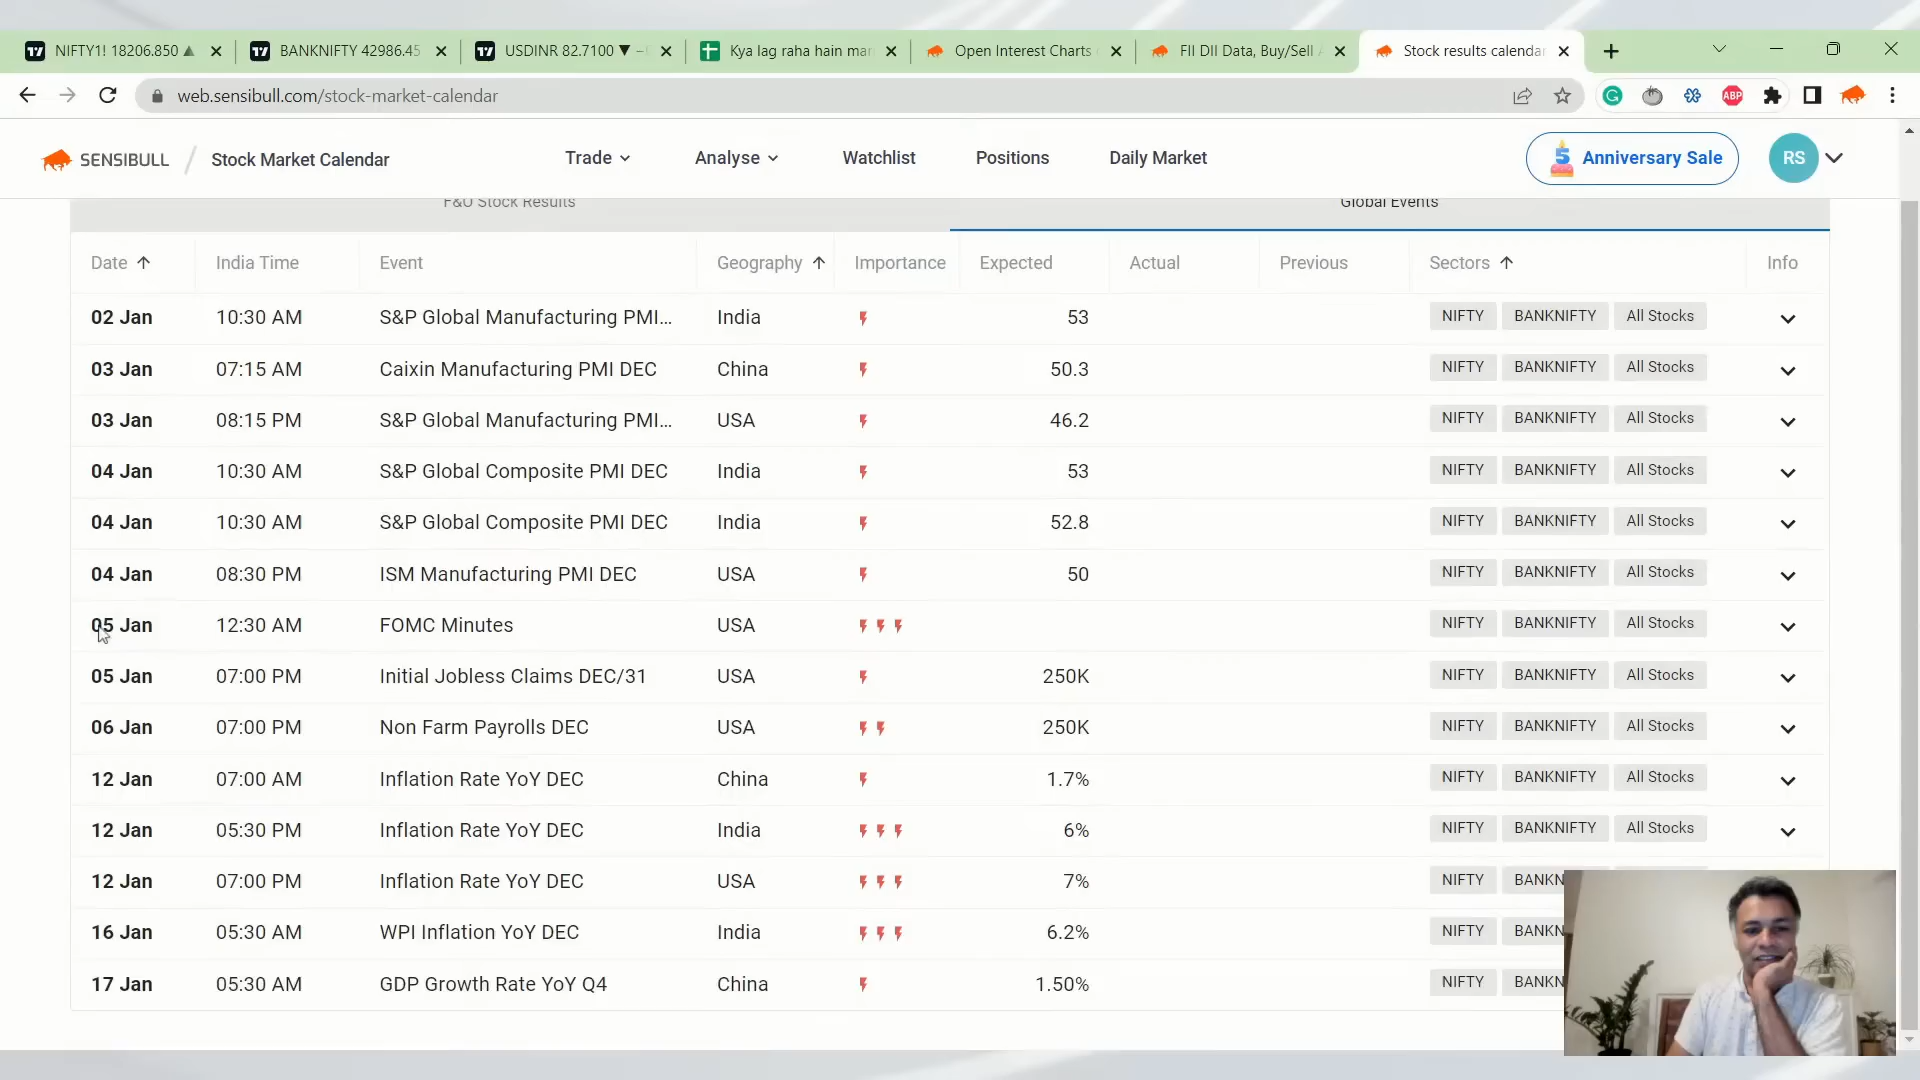 NIFTY1! 18206.850 ▲
BANKNIFTY 42986.45
USDINR 82.7100 ▼ −
Kya lag raha hain mar
Open Interest Charts
FII DII Data, Buy/Sell
Stock results calendar
web.sensibull.com/stock-market-calendar
ABP
SENSIBULL / Stock Market Calendar
Trade
Analyse
Watchlist
Positions
Daily Market
5 Anniversary Sale
RS
F&O Stock Results
Global Events
Date India Time Event Geography Importance Expected Actual Previous Sectors Info
02 Jan 10:30 AM S&P Global Manufacturing PMI... India 53 NIFTY BANKNIFTY All Stocks
03 Jan 07:15 AM Caixin Manufacturing PMI DEC China 50.3 NIFTY BANKNIFTY All Stocks
03 Jan 08:15 PM S&P Global Manufacturing PMI... USA 46.2 NIFTY BANKNIFTY All Stocks
04 Jan 10:30 AM S&P Global Composite PMI DEC India 53 NIFTY BANKNIFTY All Stocks
04 Jan 10:30 AM S&P Global Composite PMI DEC India 52.8 NIFTY BANKNIFTY All Stocks
04 Jan 08:30 PM ISM Manufacturing PMI DEC USA 50 NIFTY BANKNIFTY All Stocks
05 Jan 12:30 AM FOMC Minutes USA NIFTY BANKNIFTY All Stocks
05 Jan 07:00 PM Initial Jobless Claims DEC/31 USA 250K NIFTY BANKNIFTY All Stocks
06 Jan 07:00 PM Non Farm Payrolls DEC USA 250K NIFTY BANKNIFTY All Stocks
12 Jan 07:00 AM Inflation Rate YoY DEC China 1.7% NIFTY BANKNIFTY All Stocks
12 Jan 05:30 PM Inflation Rate YoY DEC India 6% NIFTY BANKNIFTY All Stocks
12 Jan 07:00 PM Inflation Rate YoY DEC USA 7% NIFTY BANKN
16 Jan 05:30 AM WPI Inflation YoY DEC India 6.2% NIFTY BANKN
17 Jan 05:30 AM GDP Growth Rate YoY Q4 China 1.50% NIFTY BANKN